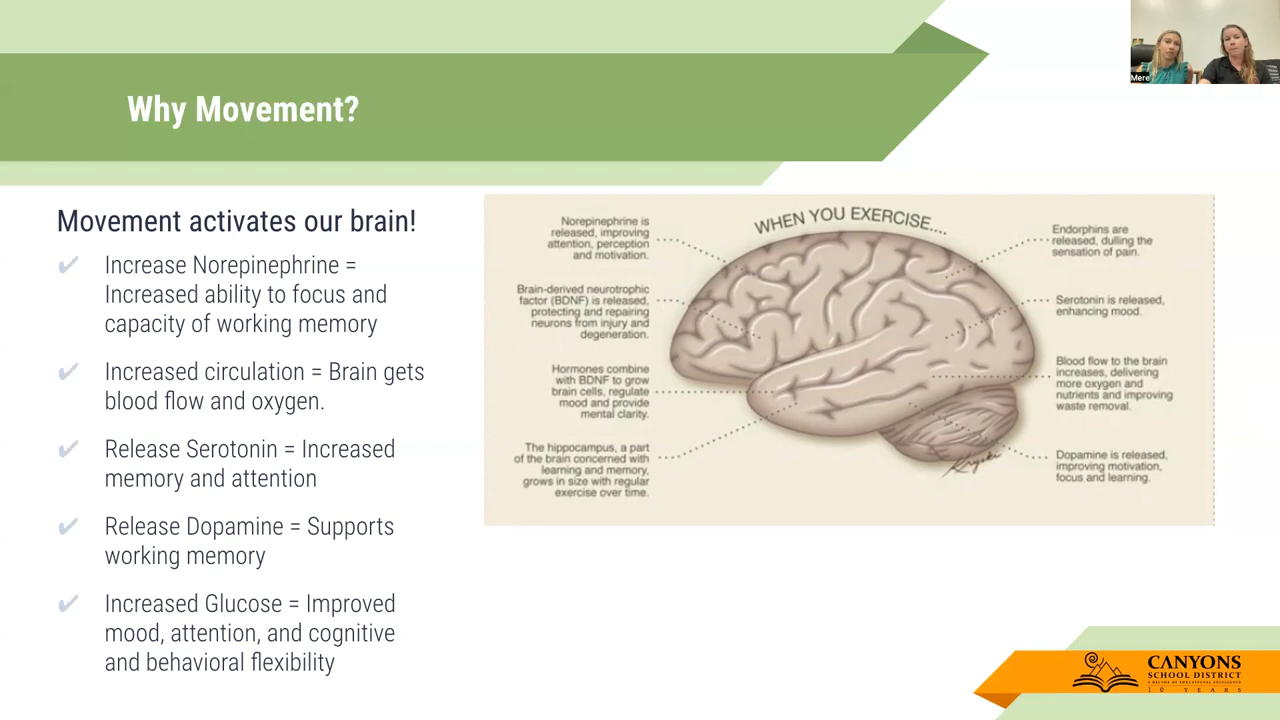 Why Movement?
Mere
Movement activates our brain!
✔ Increase Norepinephrine =
Increased ability to focus and
capacity of working memory
✔ Increased circulation = Brain gets
blood flow and oxygen.
✔ Release Serotonin = Increased
memory and attention
✔ Release Dopamine = Supports
working memory
✔ Increased Glucose = Improved
mood, attention, and cognitive
and behavioral flexibility
WHEN YOU EXERCISE....
Norepinephrine is
released, improving
attention, perception
and motivation.
Brain-derived neurotrophic
factor (BDNF) is released,
protecting and repairing
neurons from injury and
degeneration.
Hormones combine
with BDNF to grow
brain cells, regulate
mood and provide
mental clarity.
The hippocampus, a part
of the brain concerned with
learning and memory,
grows in size with regular
exercise over time.
Endorphins are
released, dulling the
sensation of pain.
Serotonin is released,
enhancing mood.
Blood flow to the brain
increases, delivering
more oxygen and
nutrients and improving
waste removal.
Dopamine is released,
improving motivation,
focus and learning.
CANYONS
SCHOOL DISTRICT
A DECADE OF EDUCATIONAL EXCELLENCE
10 YEARS